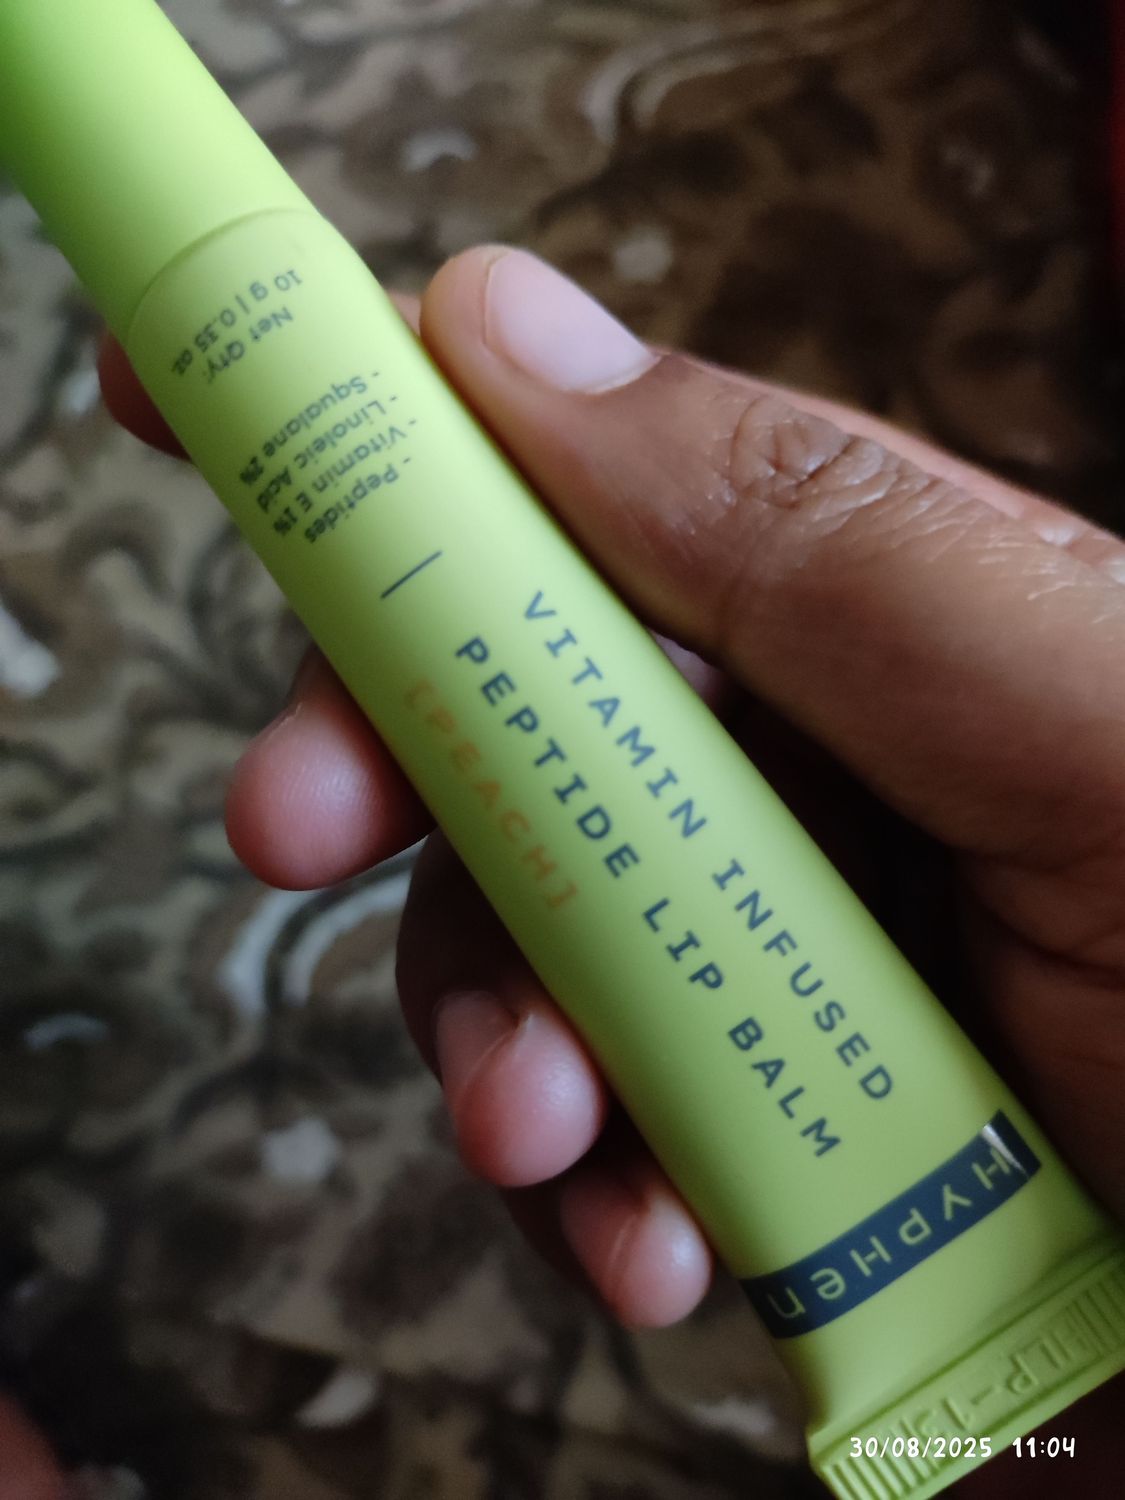 HYPHEN
VITAMIN INFUSED
PEPTIDE LIP BALM
[PEACH]
- Peptides
- Vitamin E 1%
- Linoleic Acid
- Squalane 2%
Net Qty:
10 g | 0.35 oz.
30/08/2025 11:04